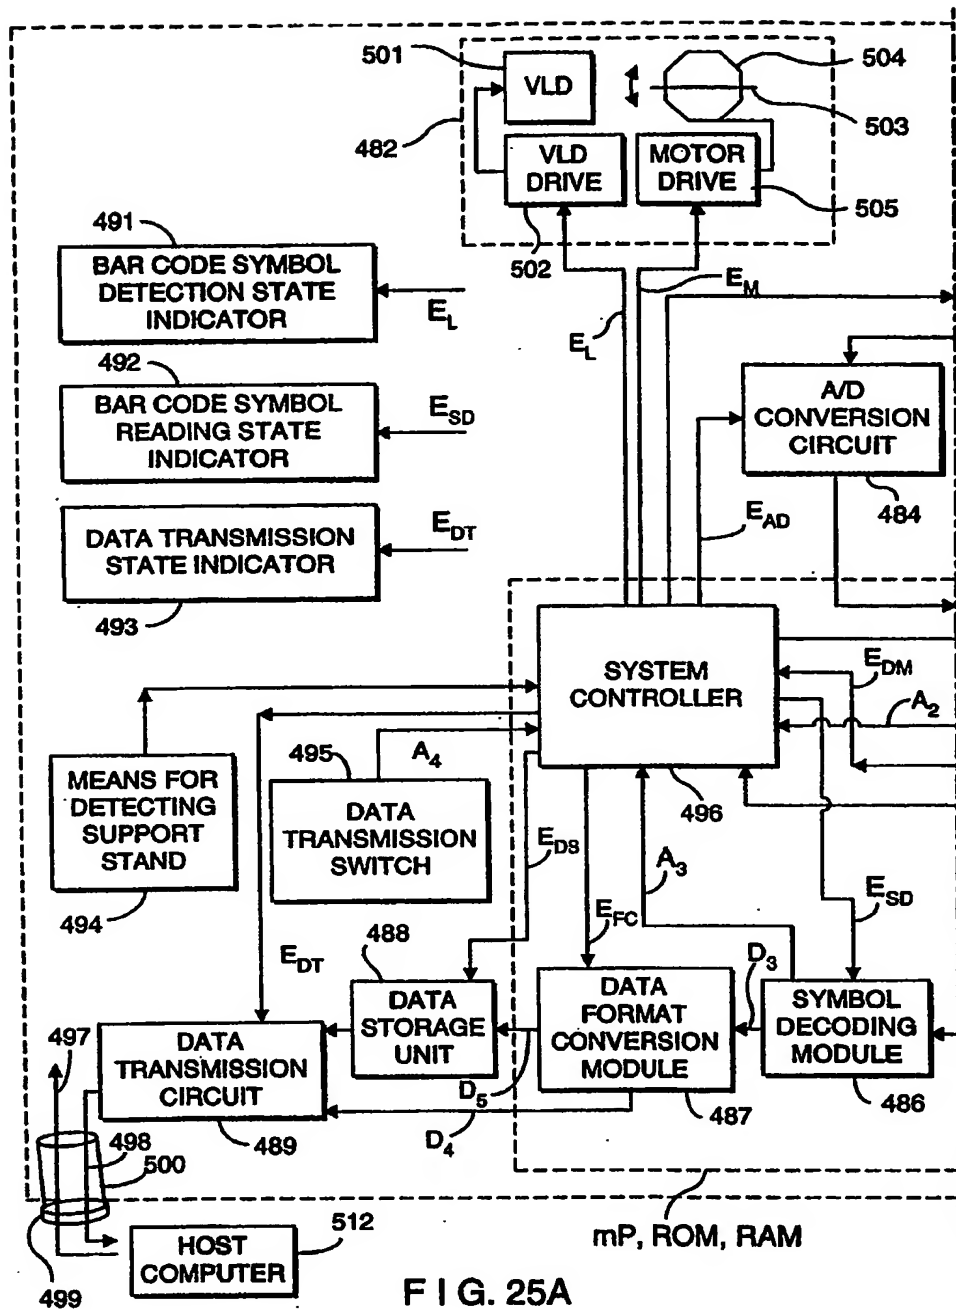 501
VLD
504
503
482
VLD
DRIVE
MOTOR
DRIVE
505
502
491
BAR CODE SYMBOL
DETECTION STATE
INDICATOR
E_L
E_M
E_L
492
BAR CODE SYMBOL
READING STATE
INDICATOR
E_SD
A/D
CONVERSION
CIRCUIT
484
E_AD
DATA TRANSMISSION
STATE INDICATOR
E_DT
493
SYSTEM
CONTROLLER
E_DM
A_2
495
A_4
496
MEANS FOR
DETECTING
SUPPORT
STAND
494
DATA
TRANSMISSION
SWITCH
E_DS
A_3
E_FC
E_SD
E_DT
488
DATA
STORAGE
UNIT
DATA
FORMAT
CONVERSION
MODULE
D_3
SYMBOL
DECODING
MODULE
497
DATA
TRANSMISSION
CIRCUIT
D_5
487
486
489
D_4
498
500
499
HOST
COMPUTER
512
mP, ROM, RAM
FIG. 25A